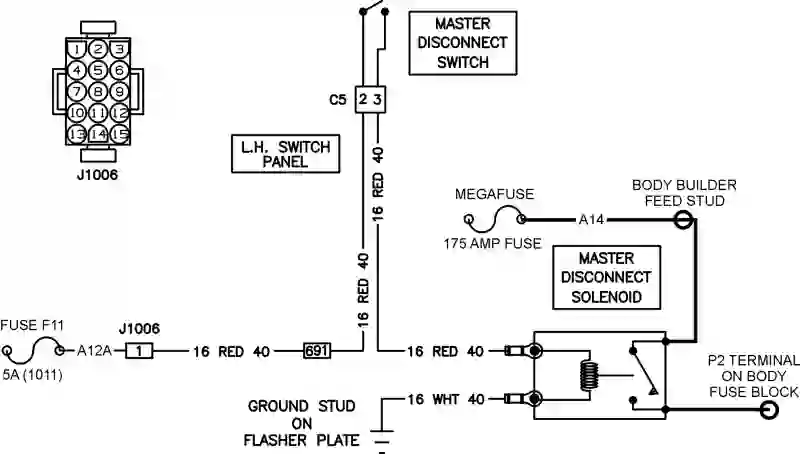 MASTER
DISCONNECT
SWITCH
1 2 3
4 5 6
7 8 9
10 11 12
13 14 15
J1006
C5 2 3
L.H. SWITCH
PANEL
16 RED 40
16 RED 40
MEGAFUSE
175 AMP FUSE
A14
BODY BUILDER
FEED STUD
MASTER
DISCONNECT
SOLENOID
FUSE F11
5A (1011)
A12A
J1006
1
16 RED 40
691
16 RED 40
16 WHT 40
P2 TERMINAL
ON BODY
FUSE BLOCK
GROUND STUD
ON
FLASHER PLATE